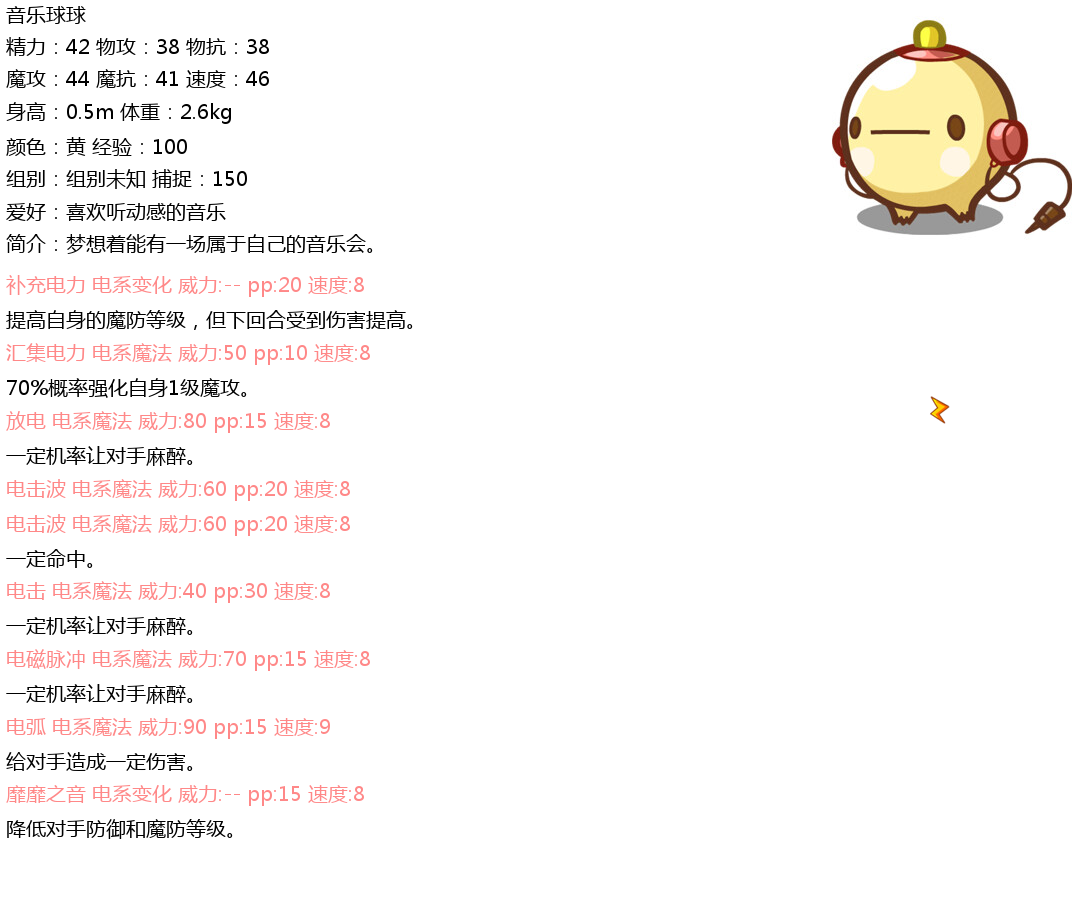 音乐球球
精力：42 物攻：38 物抗：38
魔攻：44 魔抗：41 速度：46
身高：0.5m 体重：2.6kg
颜色：黄 经验：100
组别：组别未知 捕捉：150
爱好：喜欢听动感的音乐
简介：梦想着能有一场属于自己的音乐会。
补充电力 电系变化 威力:-- pp:20 速度:8
提高自身的魔防等级，但下回合受到伤害提高。
汇集电力 电系魔法 威力:50 pp:10 速度:8
70%概率强化自身1级魔攻。
放电 电系魔法 威力:80 pp:15 速度:8
一定机率让对手麻醉。
电击波 电系魔法 威力:60 pp:20 速度:8
电击波 电系魔法 威力:60 pp:20 速度:8
一定命中。
电击 电系魔法 威力:40 pp:30 速度:8
一定机率让对手麻醉。
电磁脉冲 电系魔法 威力:70 pp:15 速度:8
一定机率让对手麻醉。
电弧 电系魔法 威力:90 pp:15 速度:9
给对手造成一定伤害。
靡靡之音 电系变化 威力:-- pp:15 速度:8
降低对手防御和魔防等级。